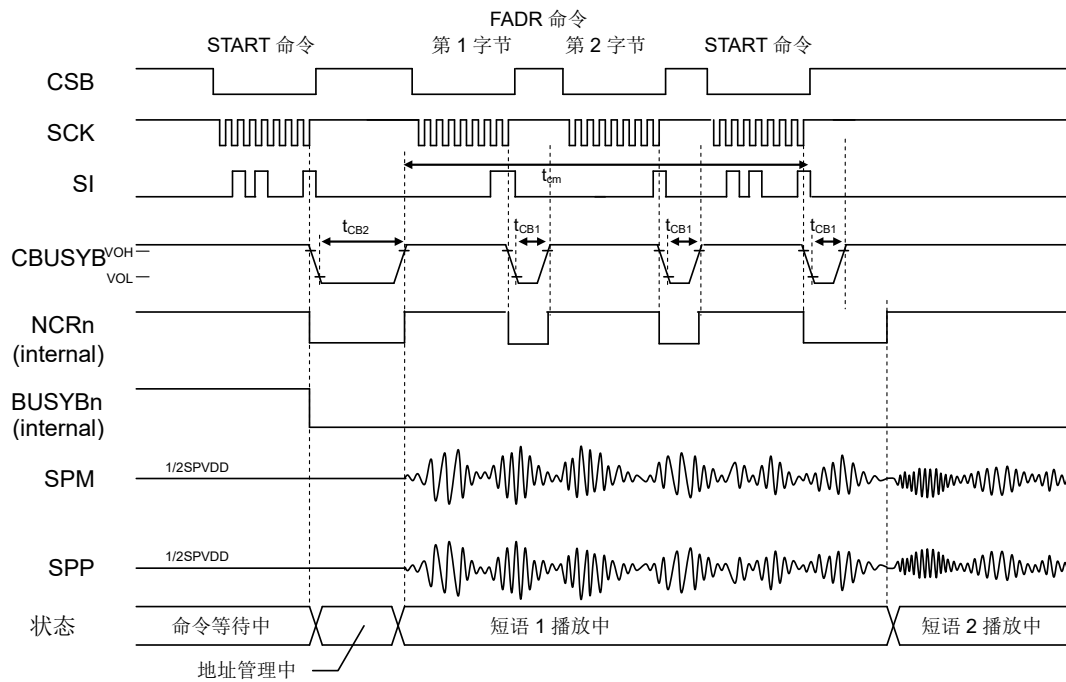 FADR 命令
START 命令 第 1 字节 第 2 字节 START 命令
CSB
SCK
SI
tcm
tCB2 tCB1 tCB1 tCB1
CBUSYB VOH
VOL
NCRn
(internal)
BUSYBn
(internal)
SPM 1/2SPVDD
SPP 1/2SPVDD
状态 命令等待中 短语 1 播放中 短语 2 播放中
地址管理中